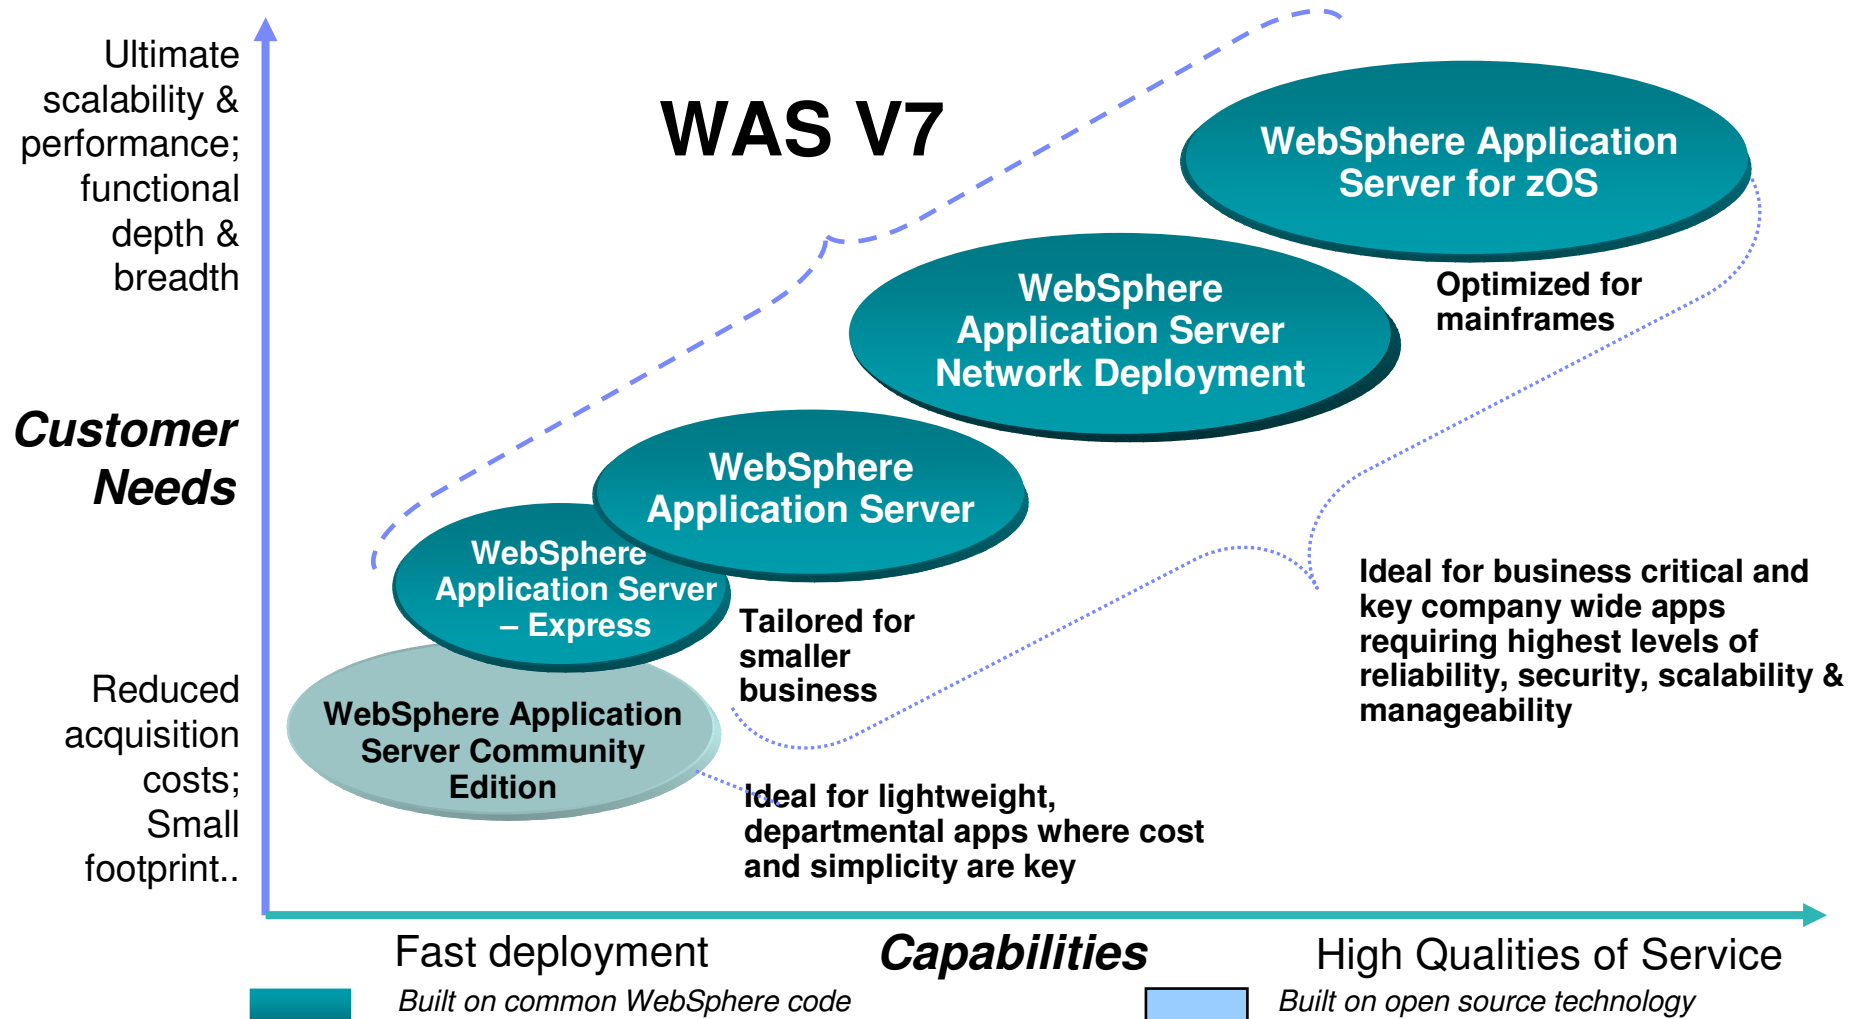 Ultimate
scalability &
performance;
functional
depth &
breadth
Customer
Needs
Reduced
acquisition
costs;
Small
footprint..
WAS V7
WebSphere Application
Server for zOS
Optimized for
mainframes
WebSphere
Application Server
Network Deployment
WebSphere
Application Server
WebSphere
Application Server
– Express
Tailored for
smaller
business
Ideal for business critical and
key company wide apps
requiring highest levels of
reliability, security, scalability &
manageability
WebSphere Application
Server Community
Edition
Ideal for lightweight,
departmental apps where cost
and simplicity are key
Fast deployment
Capabilities
High Qualities of Service
Built on common WebSphere code
Built on open source technology